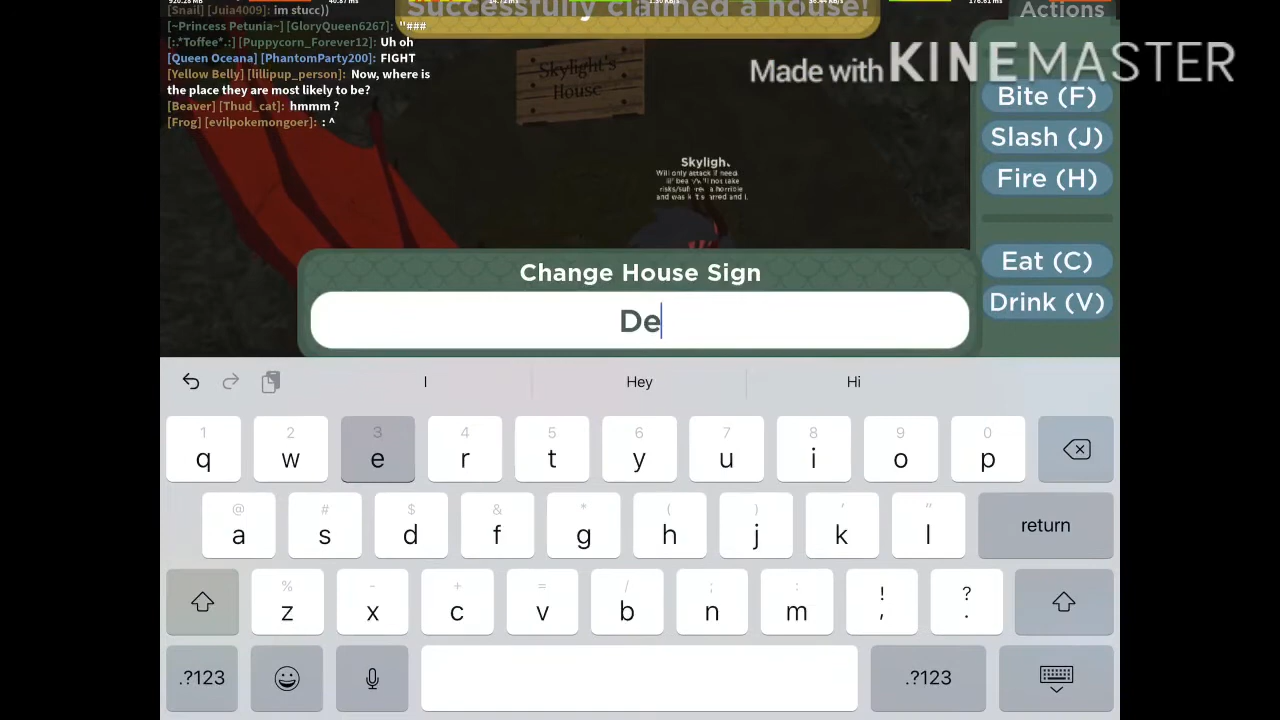 Successfully claimed a house!
Actions
[Snail] [Juia4009]: im stucc))
[~Princess Petunia~] [GloryQueen6267]: "###
[:.*Toffee*.:] [Puppycorn_Forever12]: Uh oh
[Queen Oceana] [PhantomParty200]: FIGHT
[Yellow Belly] [lillipup_person]: Now, where is
the place they are most likely to be?
[Beaver] [Thud_cat]: hmmm ?
[Frog] [evilpokemongoer]: : ^
Made with KINEMASTER
Skylight's
House
Bite (F)
Slash (J)
Fire (H)
Eat (C)
Drink (V)
Will only attack if need
Change House Sign
De
I Hey Hi
1 2 3 4 5 6 7 8 9 0
q w e r t y u i o p
@ # $ & * ( ) ' "
a s d f g h j k l return
% - + = / ; : ! ?
z x c v b n m , .
.?123 .?123